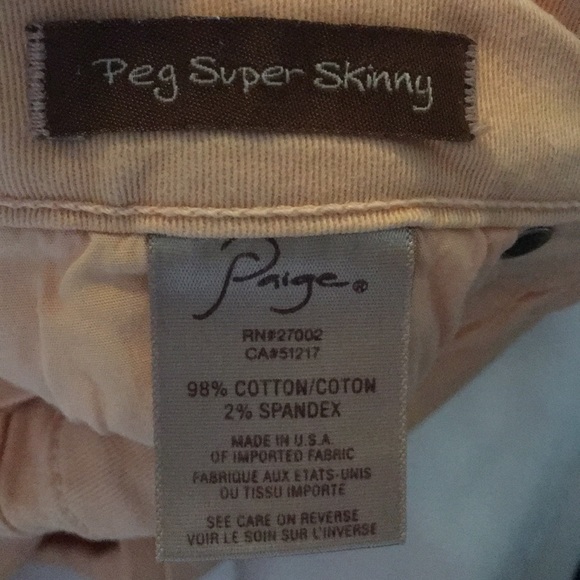 Peg Super Skinny
Paige®
RN#27002
CA#51217
98% COTTON/COTON
2% SPANDEX
MADE IN U.S.A.
OF IMPORTED FABRIC
FABRIQUÉ AUX ETATS-UNIS
DU TISSU IMPORTE
SEE CARE ON REVERSE
VOIR LE SOIN SUR L'INVERSE